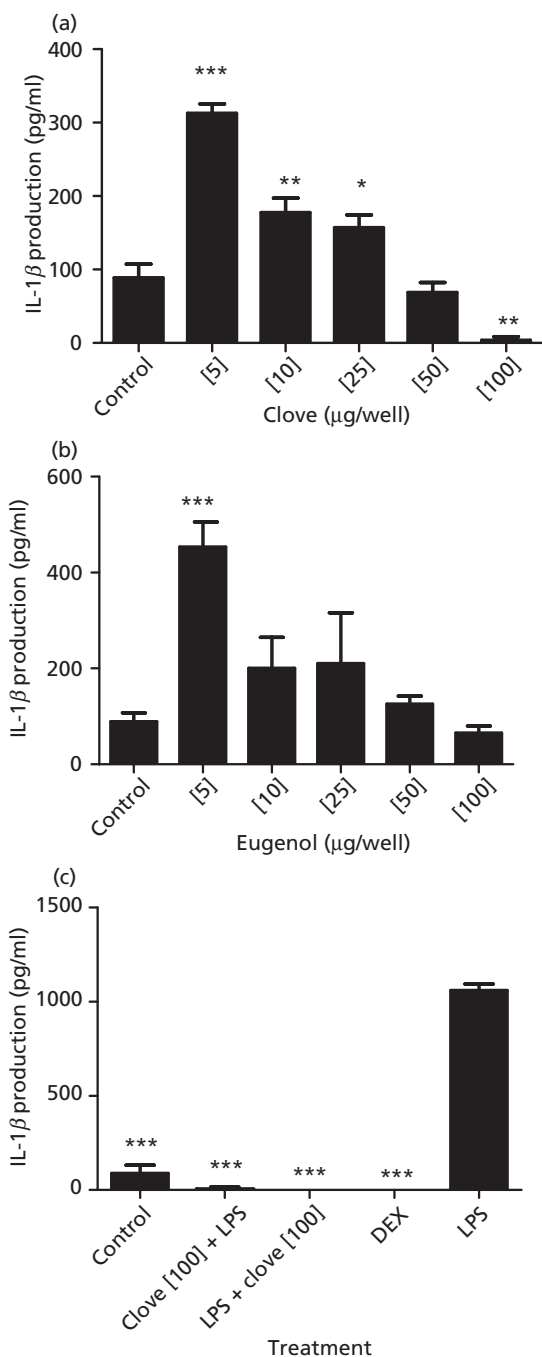 (a)
400
300
200
100
0
IL-1β production (pg/ml)
***
**
*
**
Control
[5]
[10]
[25]
[50]
[100]
Clove (μg/well)
(b)
600
400
200
0
IL-1β production (pg/ml)
***
Control
[5]
[10]
[25]
[50]
[100]
Eugenol (μg/well)
(c)
1500
1000
500
0
IL-1β production (pg/ml)
***
***
***
***
Control
Clove [100] + LPS
LPS + clove [100]
DEX
LPS
Treatment